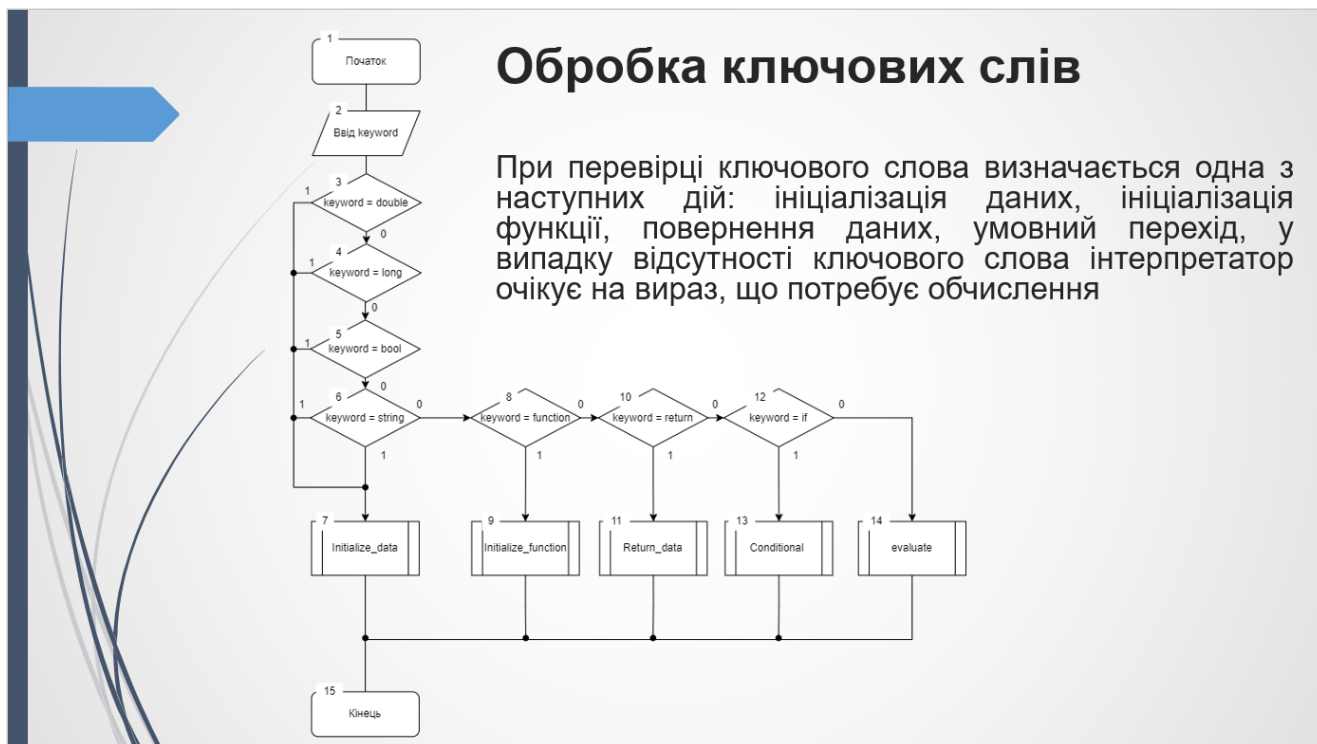 Обробка ключових слів
При перевірці ключового слова визначається одна з
наступних дій: ініціалізація даних, ініціалізація
функції, повернення даних, умовний перехід, у
випадку відсутності ключового слова інтерпретатор
очікує на вираз, що потребує обчислення
1
Початок
2
Ввід keyword
3
1
keyword = double
0
4
1
keyword = long
0
5
1
keyword = bool
0
6
1
keyword = string
0
1
8
keyword = function
0
1
10
keyword = return
0
1
12
keyword = if
0
1
7
Initialize_data
9
Initialize_function
11
Return_data
13
Conditional
14
evaluate
15
Кінець